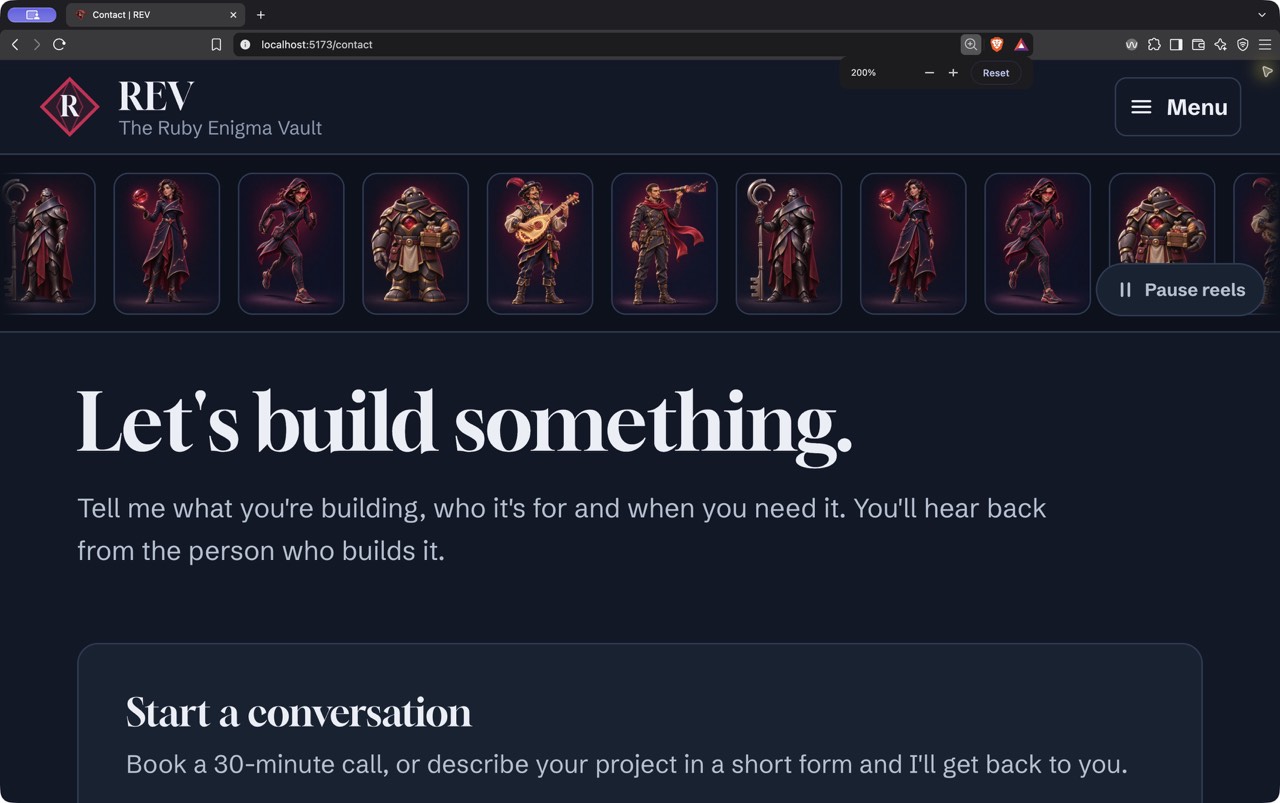 Contact | REV
localhost:5173/contact
200%
Reset
R
REV
The Ruby Enigma Vault
Menu
Pause reels
Let's build something.
Tell me what you're building, who it's for and when you need it. You'll hear back
from the person who builds it.
Start a conversation
Book a 30-minute call, or describe your project in a short form and I'll get back to you.